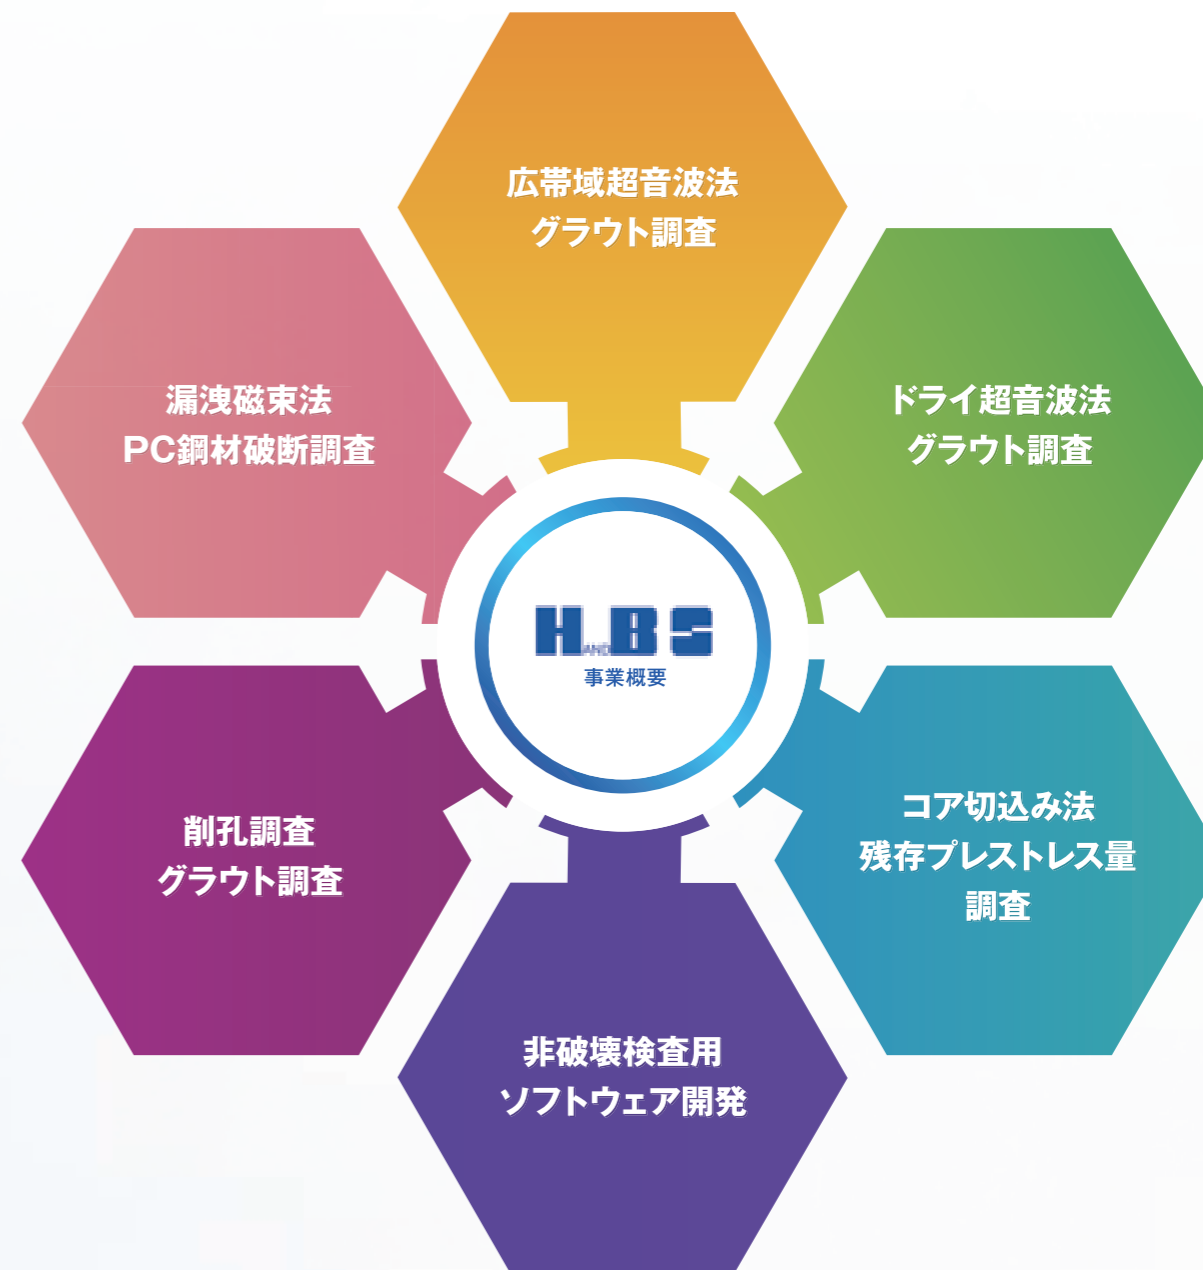 広帯域超音波法
グラウト調査
ドライ超音波法
グラウト調査
コア切込み法
残存プレストレス量
調査
非破壊検査用
ソフトウェア開発
削孔調査
グラウト調査
漏洩磁束法
PC鋼材破断調査
H AND B S
事業概要